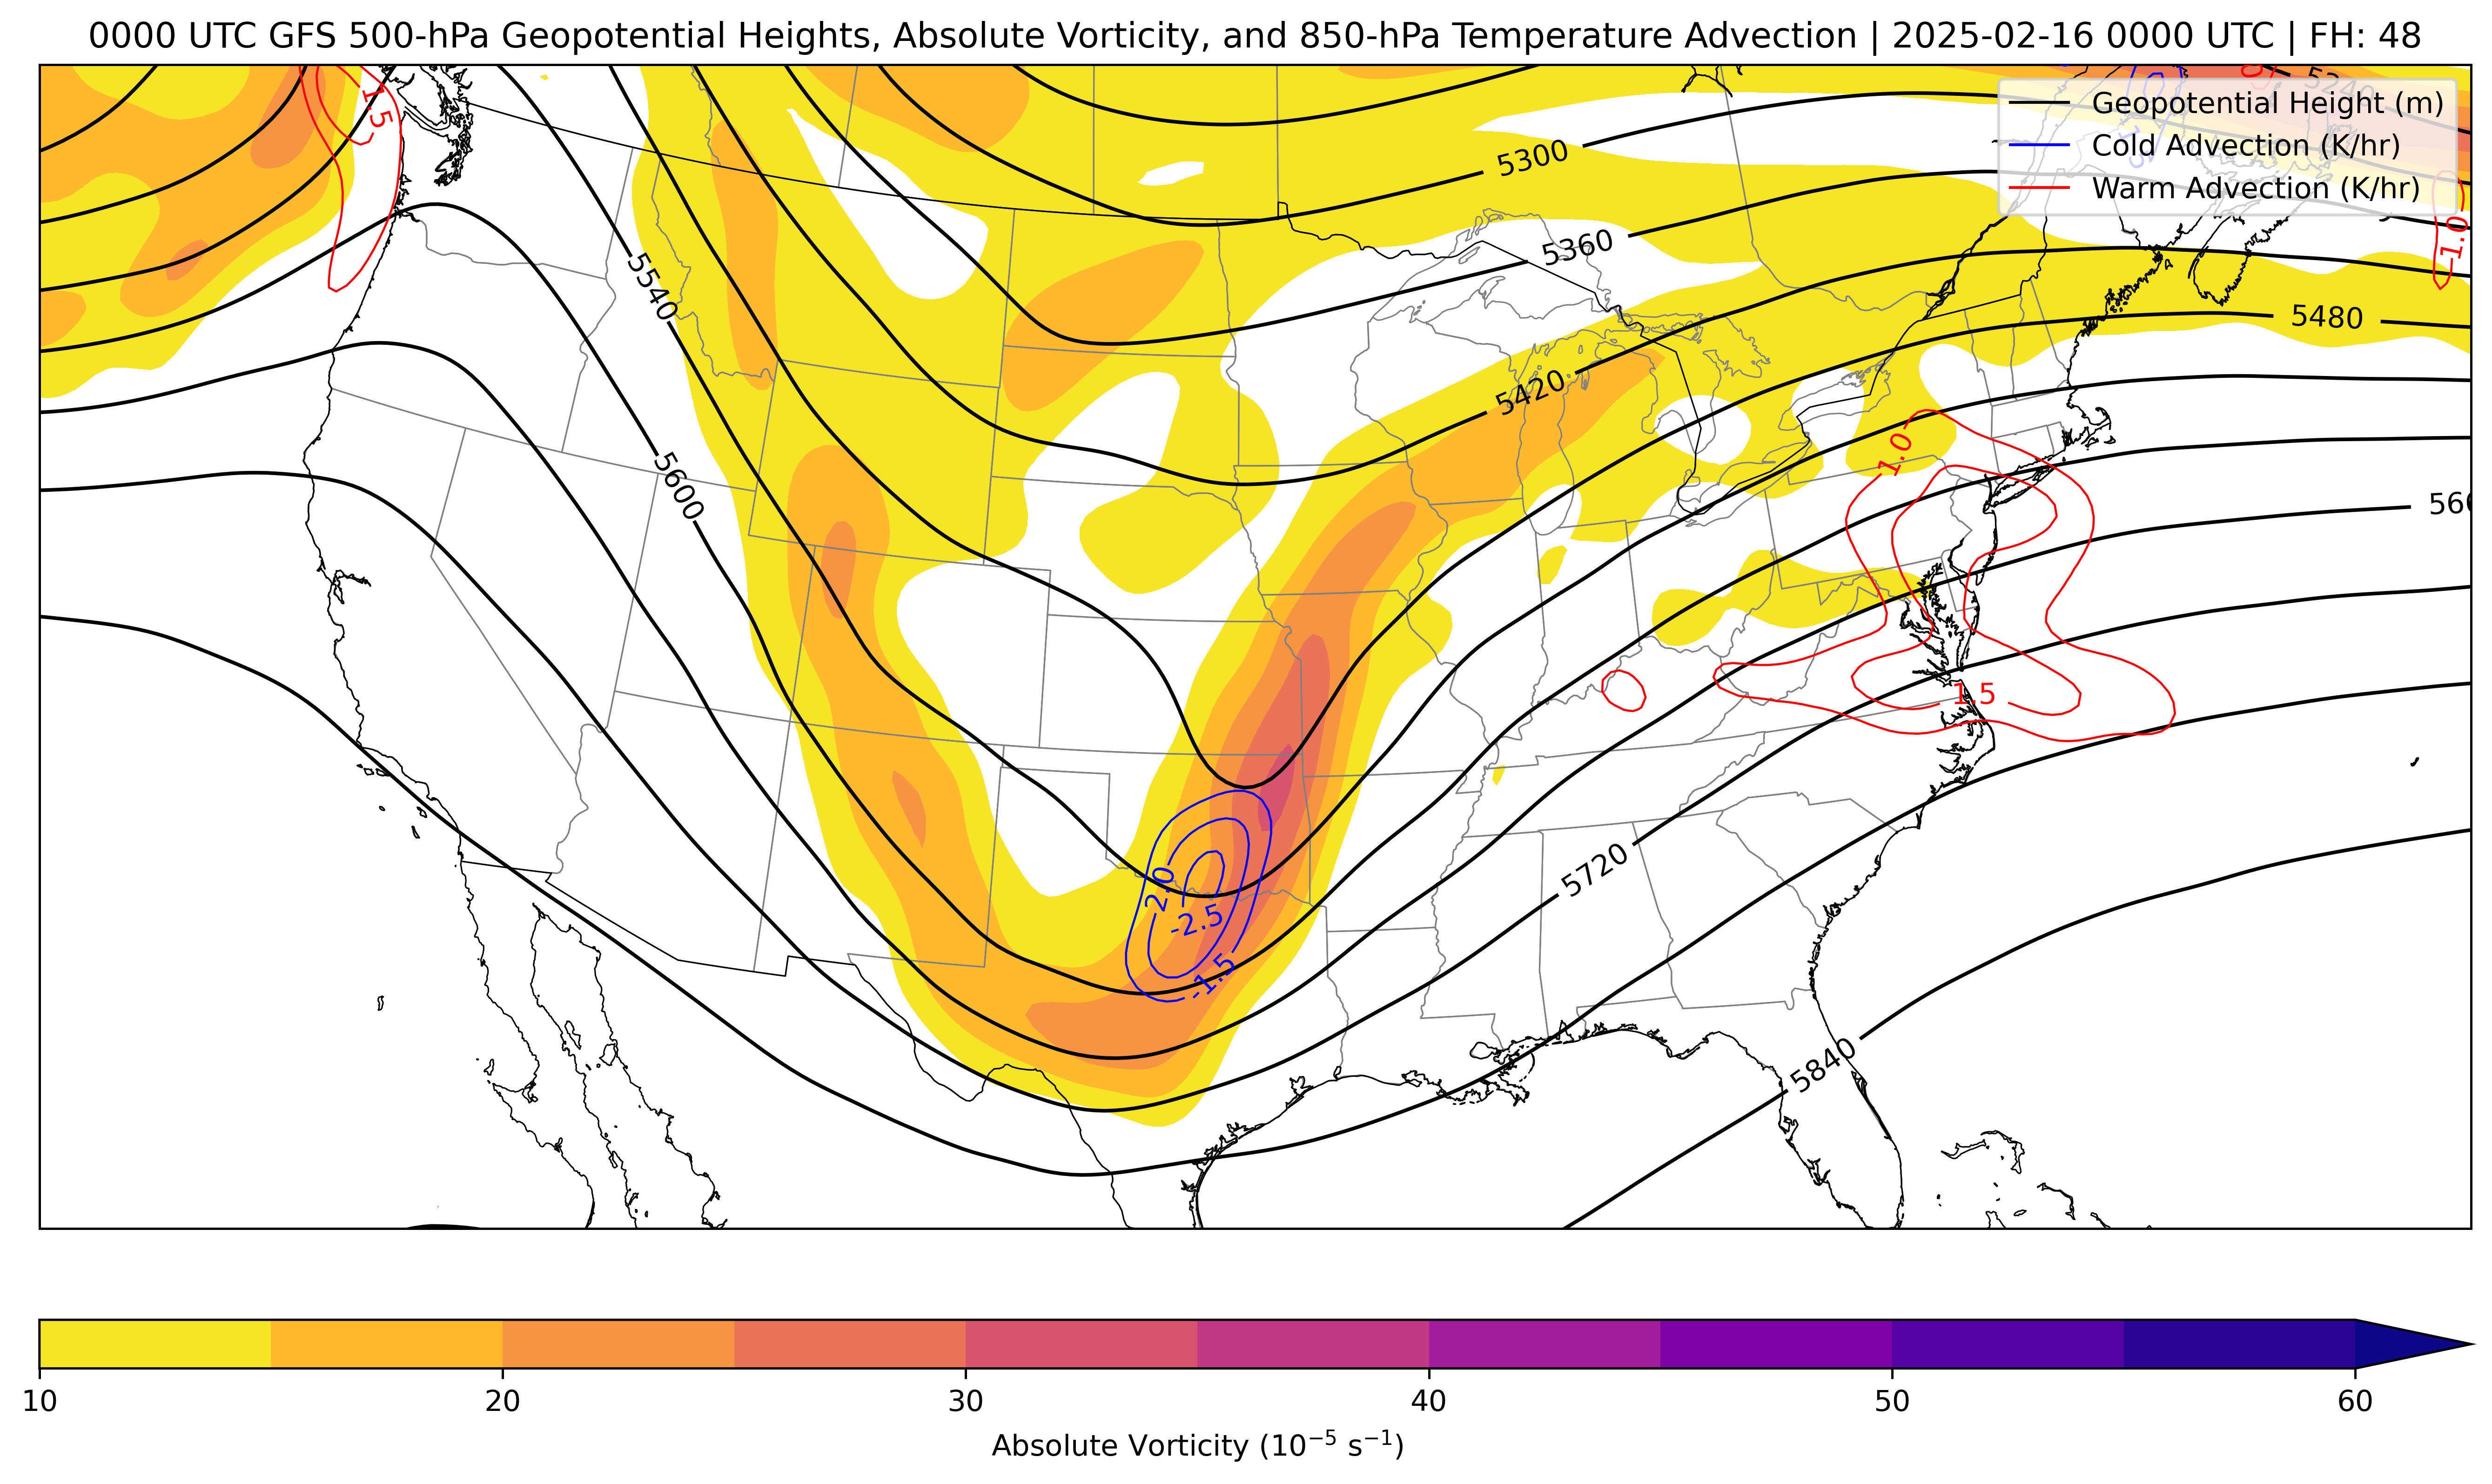 0000 UTC GFS 500-hPa Geopotential Heights, Absolute Vorticity, and 850-hPa Temperature Advection | 2025-02-16 0000 UTC | FH: 48
Geopotential Height (m)
Cold Advection (K/hr)
Warm Advection (K/hr)
1.5
5240
5300
5360
1.0
5540
5480
5420
1.0
5600
1.5
2.0
-2.5
-1.5
5720
5840
10 20 30 40 50 60
Absolute Vorticity (10⁻⁵ s⁻¹)